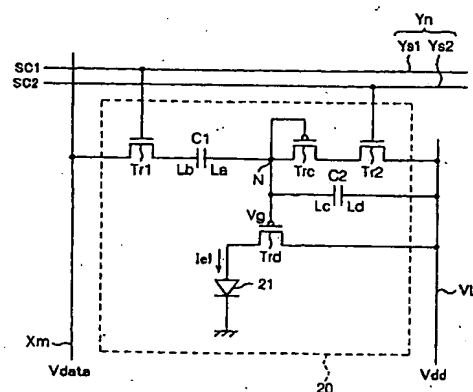 Yn
Ys1 Ys2
SC1
SC2
C1
Tr1
Lb La
N
Trc
Tr2
C2
Lc Ld
Vg
Trd
Iel
21
VL
Xm
Vdata
Vdd
20